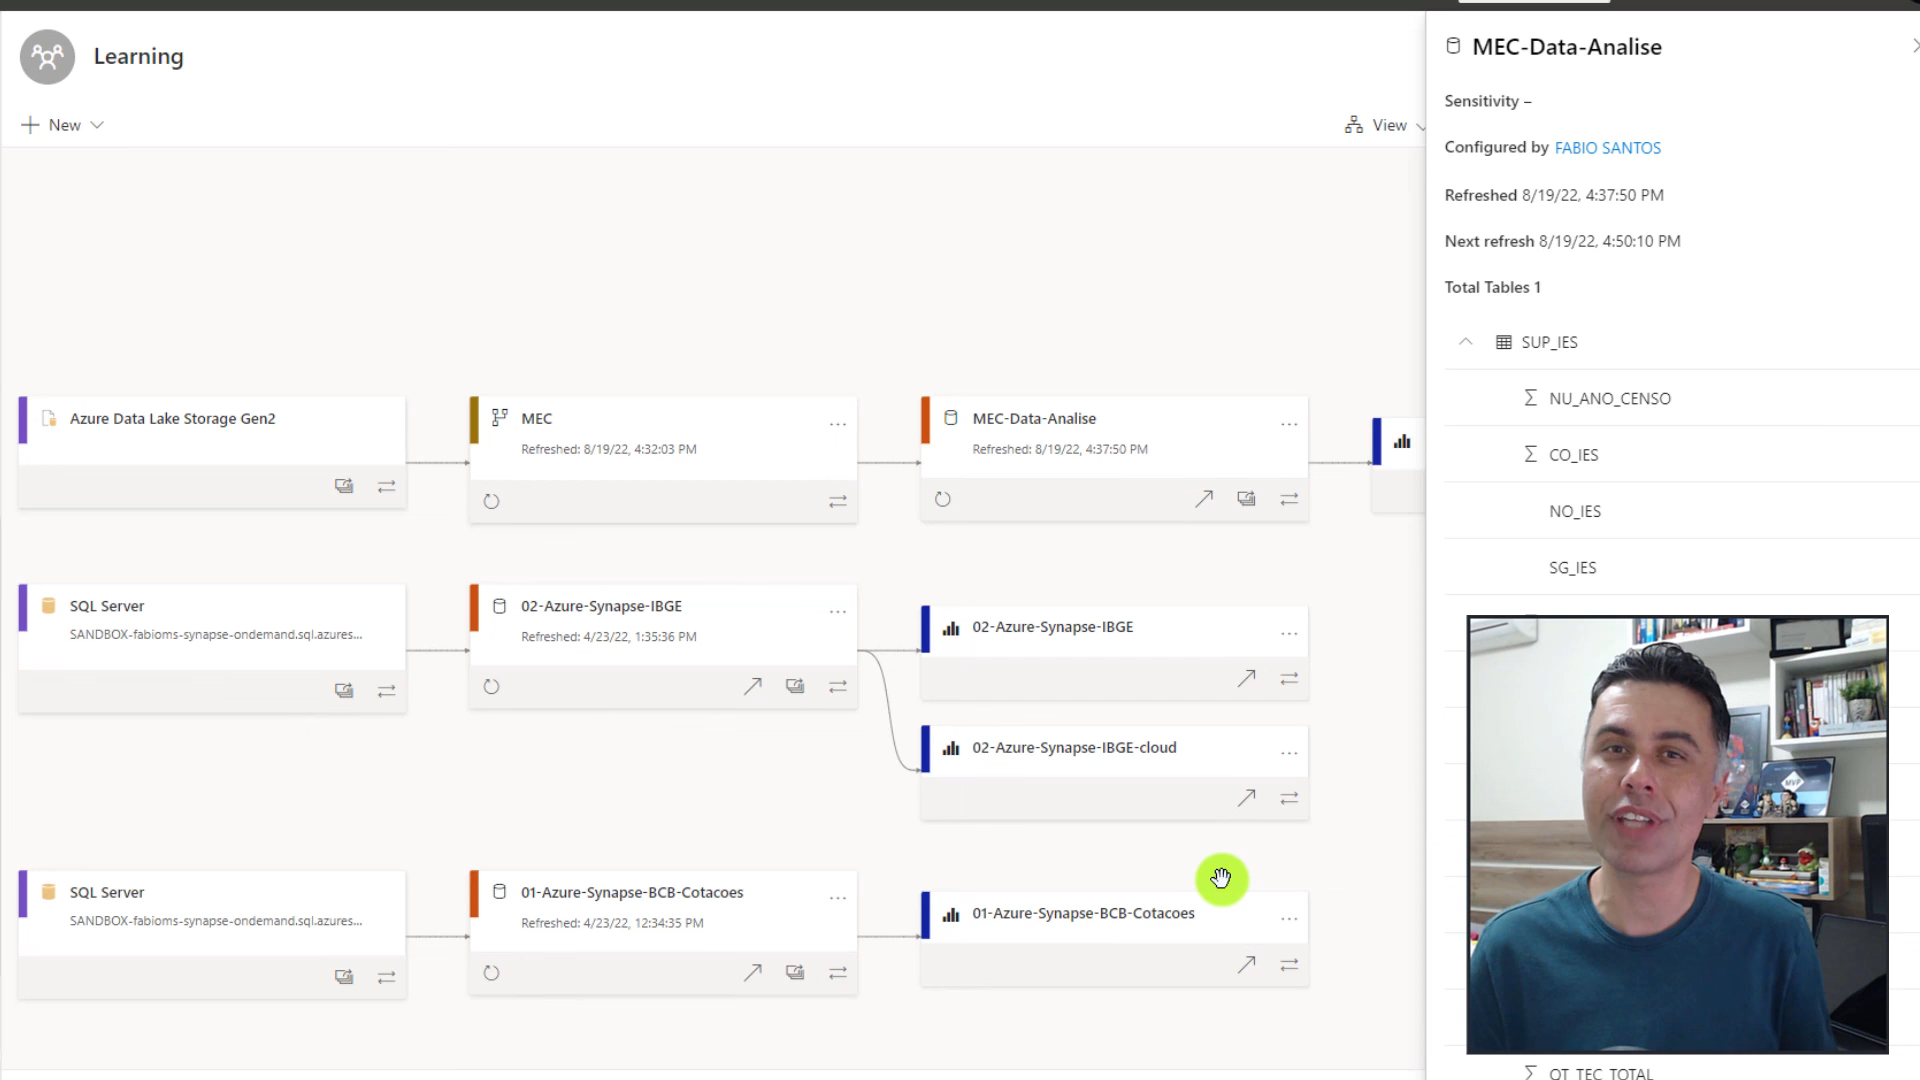 Learning
New
View
Azure Data Lake Storage Gen2
MEC
Refreshed: 8/19/22, 4:32:03 PM
MEC-Data-Analise
Refreshed: 8/19/22, 4:37:50 PM
SQL Server
SANDBOX-fabioms-synapse-ondemand.sql.azures...
02-Azure-Synapse-IBGE
Refreshed: 4/23/22, 1:35:36 PM
02-Azure-Synapse-IBGE
02-Azure-Synapse-IBGE-cloud
SQL Server
SANDBOX-fabioms-synapse-ondemand.sql.azures...
01-Azure-Synapse-BCB-Cotacoes
Refreshed: 4/23/22, 12:34:35 PM
01-Azure-Synapse-BCB-Cotacoes
MEC-Data-Analise
Sensitivity –
Configured by FABIO SANTOS
Refreshed 8/19/22, 4:37:50 PM
Next refresh 8/19/22, 4:50:10 PM
Total Tables 1
SUP_IES
NU_ANO_CENSO
CO_IES
NO_IES
SG_IES
MVP
QT_TEC_TOTAL